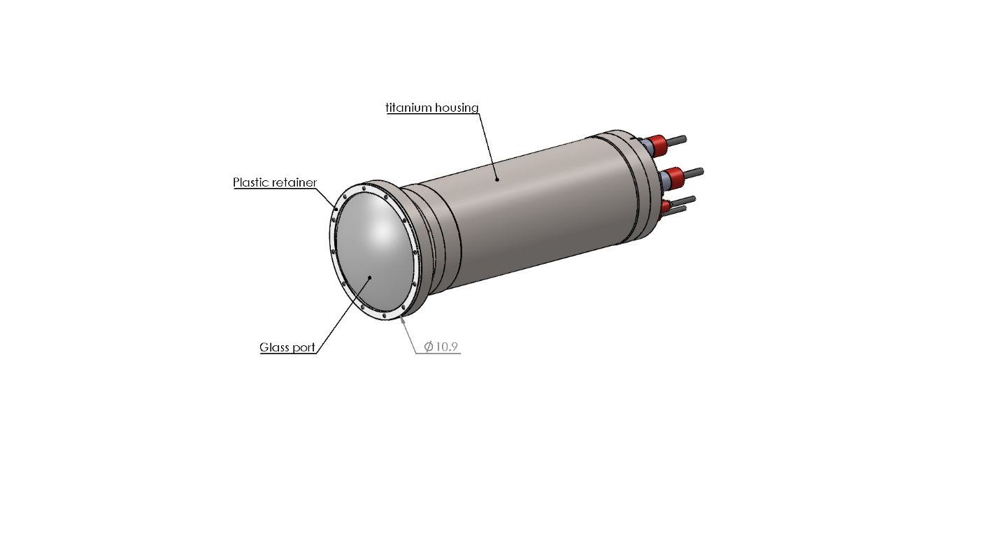 titanium housing
Plastic retainer
Glass port
Ø10.9